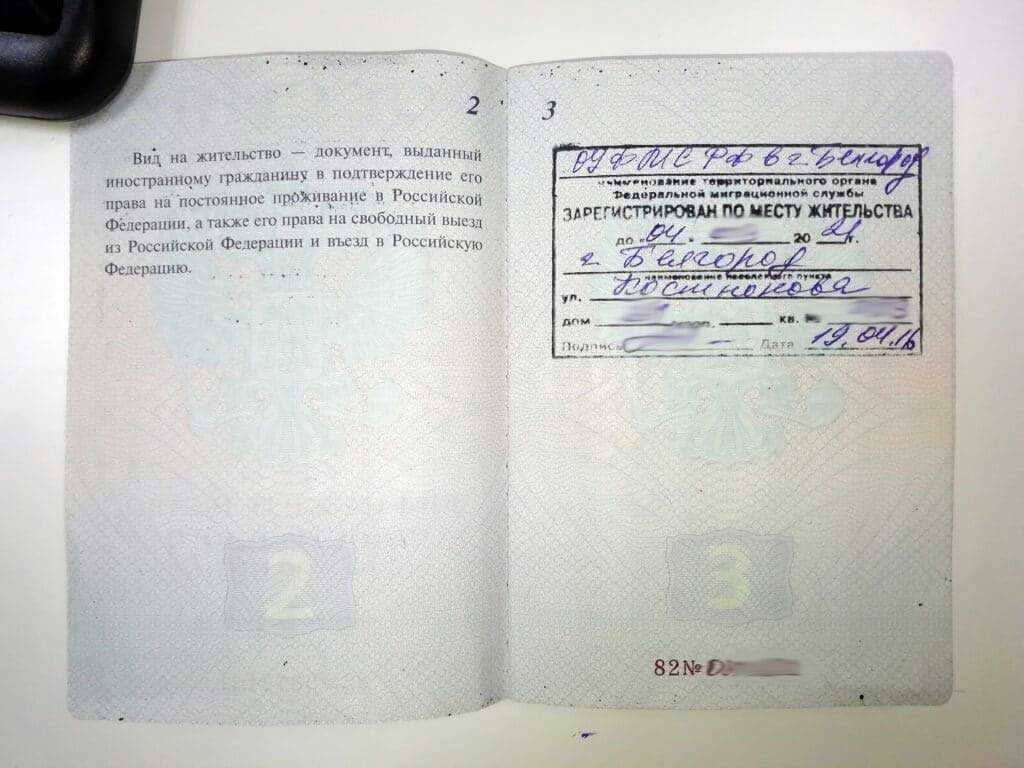 2
Вид на жительство — документ, выданный
иностранному гражданину в подтверждение его
права на постоянное проживание в Российской
Федерации, а также его права на свободный выезд
из Российской Федерации и въезд в Российскую
Федерацию.
2
3
ОУФМС РФ в г. Белгород
наименование территориального органа
Федеральной миграционной службы
ЗАРЕГИСТРИРОВАН ПО МЕСТУ ЖИТЕЛЬСТВА
до «04 20 21 г.
г. Белгород
наименование населенного пункта
ул. Костюкова
дом кв. №
Подпись Дата 19.04.16
3
82№